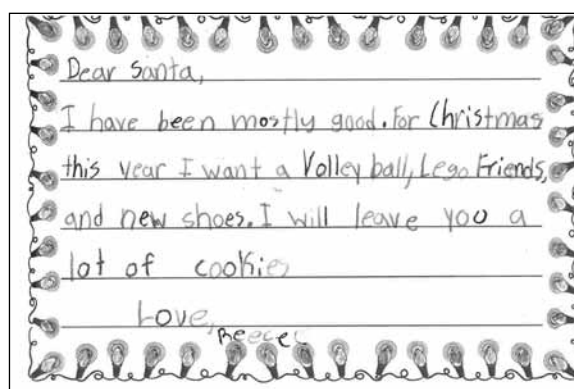 Dear Santa,
I have been mostly good. For Christmas
this year I want a Volley ball, Lego Friends,
and new shoes. I will leave you a
lot of cookies
Love,